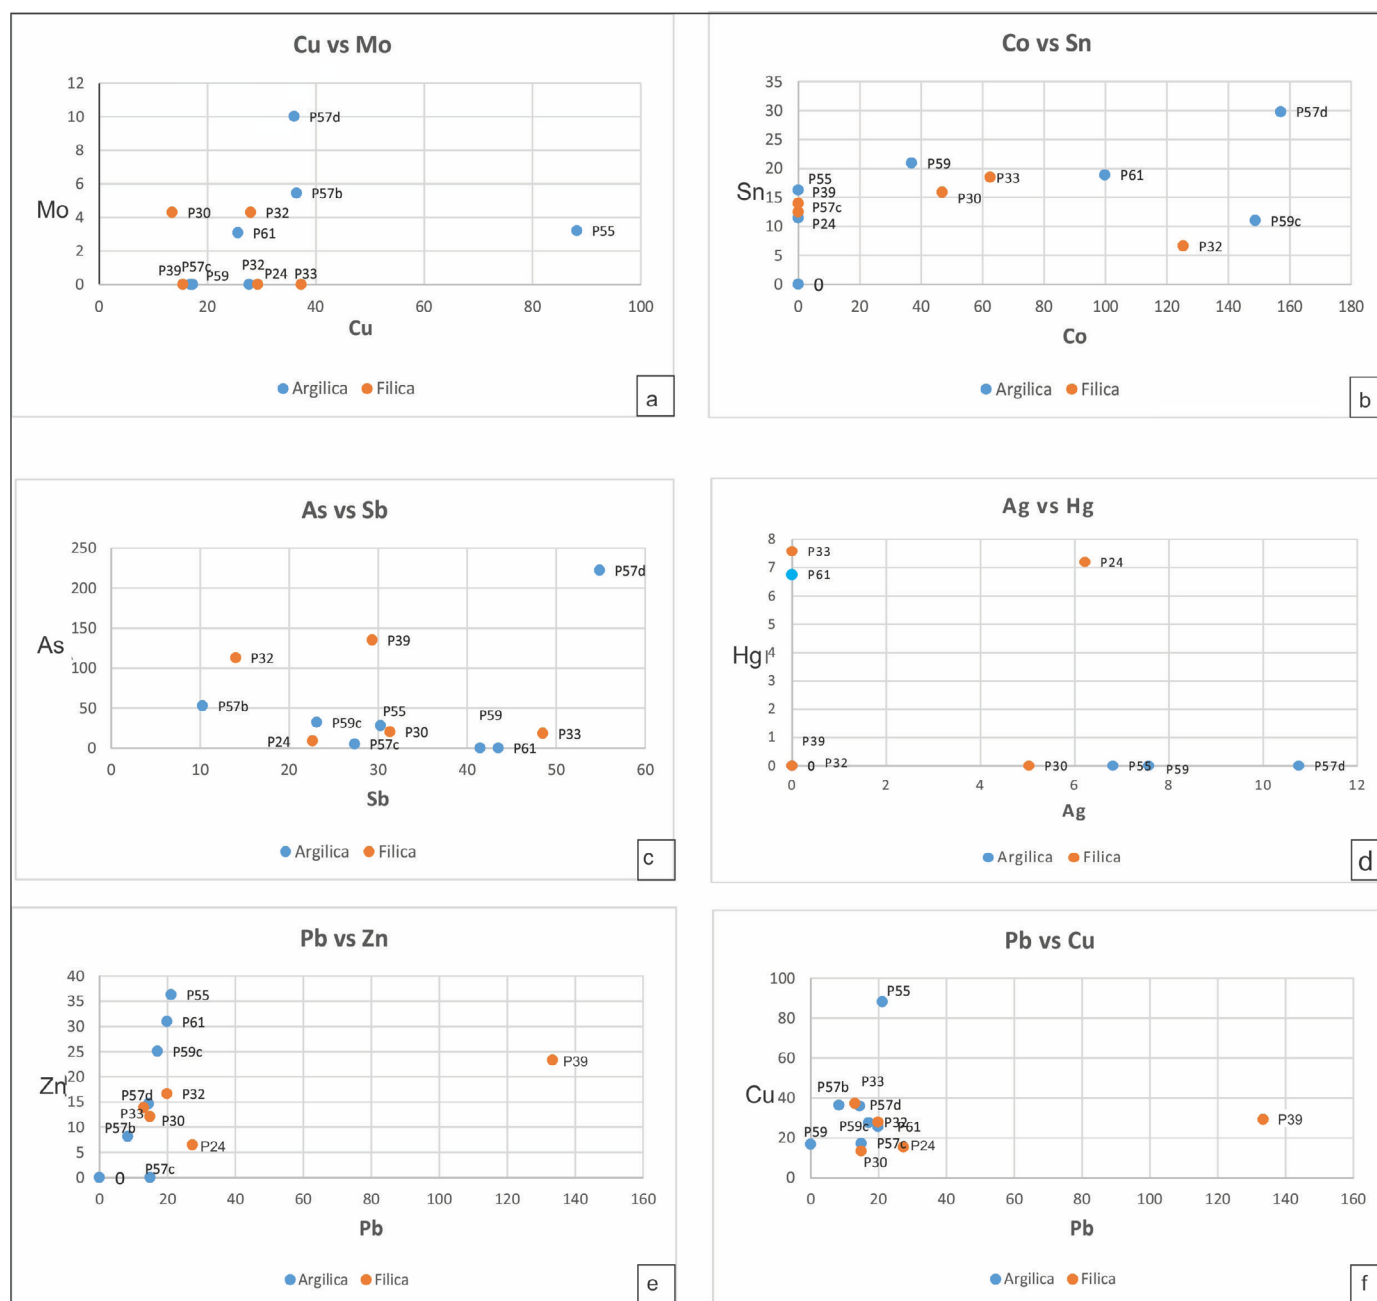 Cu vs Mo
12
10
8
6
4
2
0
Mo
P57d
P57b
P30
P32
P61
P55
P39
P57c
P59
P32
P24
P33
0
20
40
60
80
100
Cu
Argilica
Filica
a
Co vs Sn
35
30
25
20
15
10
5
0
Sn
P57d
P59
P55
P39
P57c
P24
P33
P30
P61
P59c
P32
0
0
20
40
60
80
100
120
140
160
180
Co
Argilica
Filica
b
As vs Sb
250
200
150
100
50
0
As
P57d
P39
P32
P57b
P59c
P55
P59
P24
P57c
P30
P61
P33
0
10
20
30
40
50
60
Sb
Argilica
Filica
c
Ag vs Hg
8
7
6
5
4
3
2
1
0
Hg
P33
P61
P24
P39
0
P32
P30
P55
P59
P57d
0
2
4
6
8
10
12
Ag
Argilica
Filica
d
Pb vs Zn
40
35
30
25
20
15
10
5
0
Zn
P55
P61
P59c
P39
P57d
P32
P33
P30
P57b
P24
P57c
0
0
20
40
60
80
100
120
140
160
Pb
Argilica
Filica
e
Pb vs Cu
100
80
60
40
20
0
Cu
P55
P57b
P33
P57d
P59
P59c
P32
P61
P39
P57c
P24
P30
0
20
40
60
80
100
120
140
160
Pb
Argilica
Filica
f